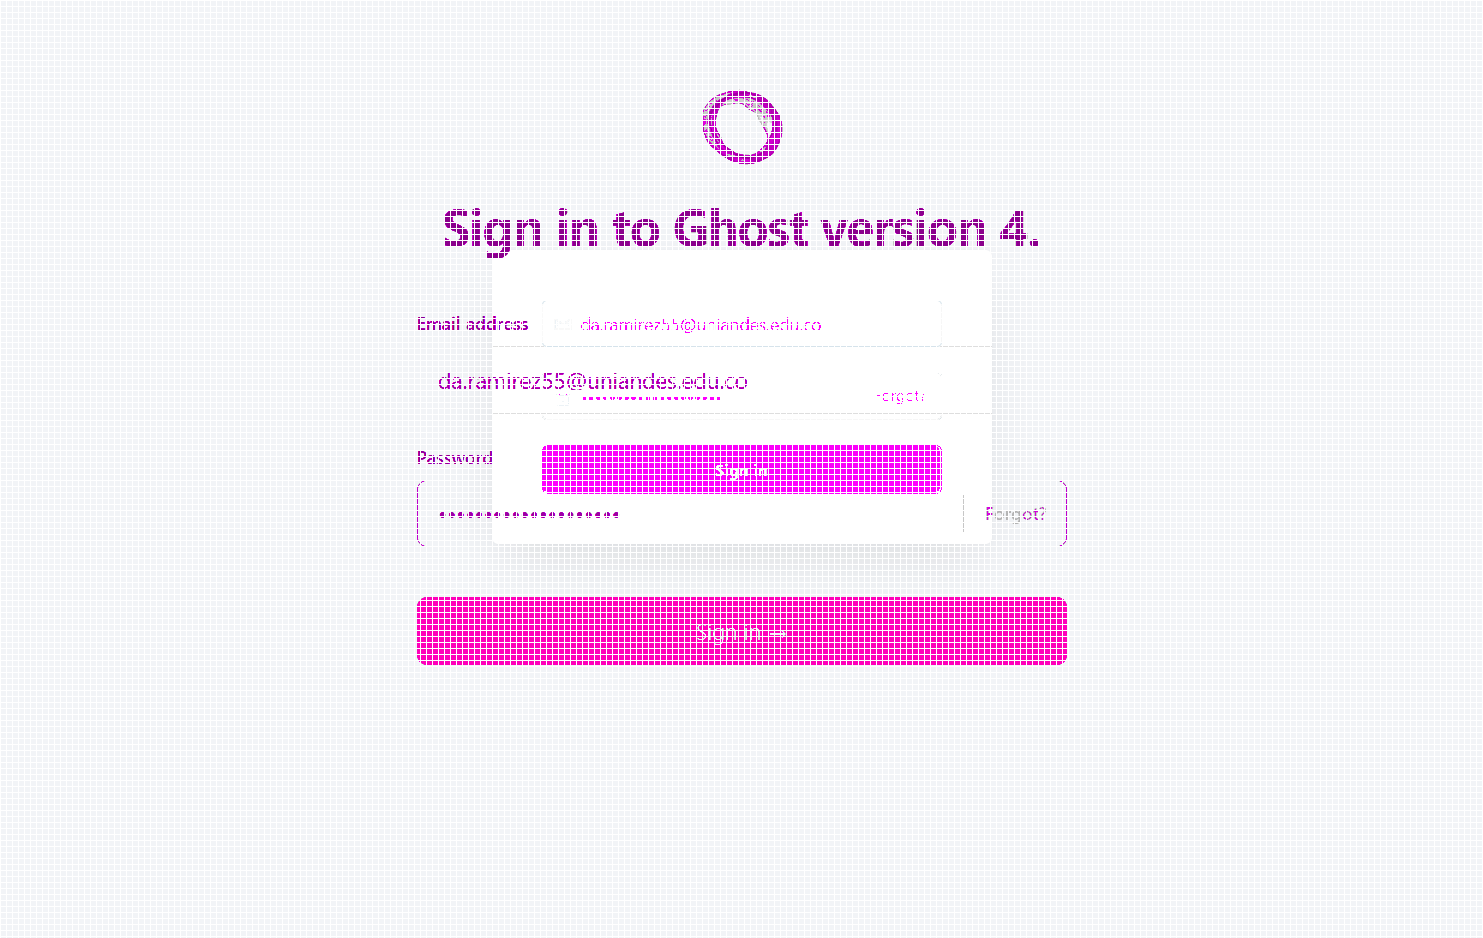 Sign in to Ghost version 4.
Email address
da.ramirez55@uniandes.edu.co
da.ramirez55@uniandes.edu.co
Forgot?
Sign in
Password
Forgot?
Sign in →